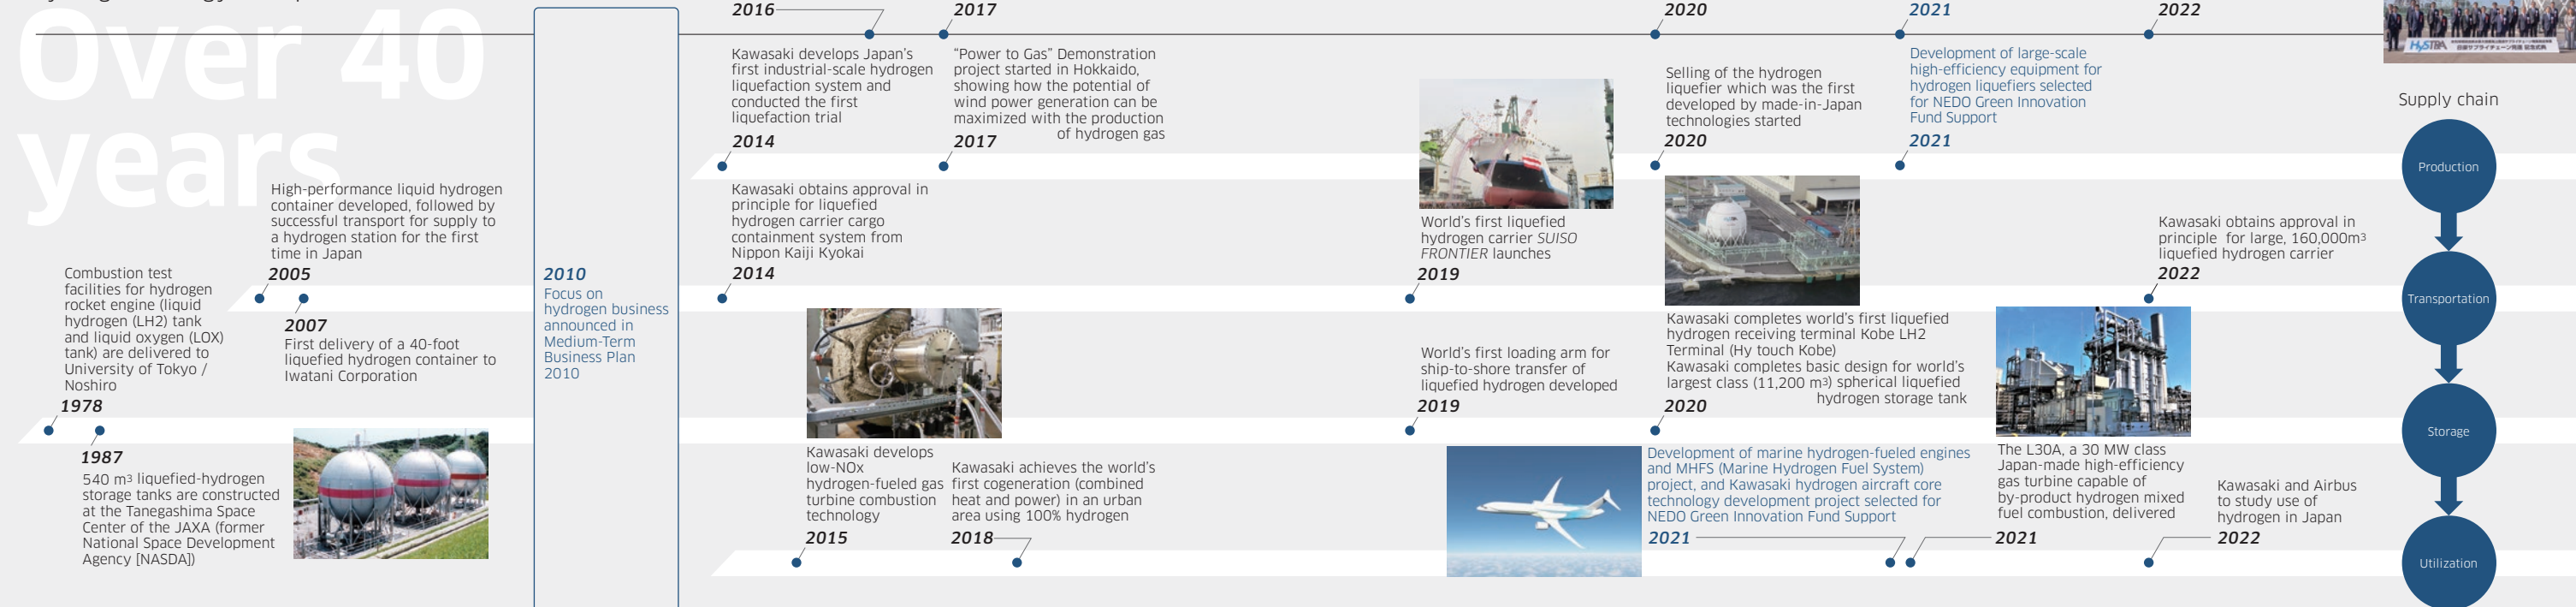 Over 40
years
2016
2017
2020
2021
2022
HySTRA
Kawasaki develops Japan's
first industrial-scale hydrogen
liquefaction system and
conducted the first
liquefaction trial
2014
"Power to Gas" Demonstration
project started in Hokkaido,
showing how the potential of
wind power generation can be
maximized with the production
of hydrogen gas
2017
Selling of the hydrogen
liquefier which was the first
developed by made-in-Japan
technologies started
2020
Development of large-scale
high-efficiency equipment for
hydrogen liquefiers selected
for NEDO Green Innovation
Fund Support
2021
Supply chain
Production
High-performance liquid hydrogen
container developed, followed by
successful transport for supply to
a hydrogen station for the first
time in Japan
2005
2007
First delivery of a 40-foot
liquefied hydrogen container to
Iwatani Corporation
2010
Focus on
hydrogen business
announced in
Medium-Term
Business Plan
2010
Kawasaki obtains approval in
principle for liquefied
hydrogen carrier cargo
containment system from
Nippon Kaiji Kyokai
2014
World's first liquefied
hydrogen carrier SUISO
FRONTIER launches
2019
Kawasaki obtains approval in
principle for large, 160,000m3
liquefied hydrogen carrier
2022
Transportation
Combustion test
facilities for hydrogen
rocket engine (liquid
hydrogen (LH2) tank
and liquid oxygen (LOX)
tank) are delivered to
University of Tokyo /
Noshiro
1978
1987
540 m3 liquefied-hydrogen
storage tanks are constructed
at the Tanegashima Space
Center of the JAXA (former
National Space Development
Agency [NASDA])
World's first loading arm for
ship-to-shore transfer of
liquefied hydrogen developed
2019
Kawasaki completes world's first liquefied
hydrogen receiving terminal Kobe LH2
Terminal (Hy touch Kobe)
Kawasaki completes basic design for world's
largest class (11,200 m3) spherical liquefied
hydrogen storage tank
2020
Storage
Kawasaki develops
low-NOx
hydrogen-fueled gas
turbine combustion
technology
2015
Kawasaki achieves the world's
first cogeneration (combined
heat and power) in an urban
area using 100% hydrogen
2018
Development of marine hydrogen-fueled engines
and MHFS (Marine Hydrogen Fuel System)
project, and Kawasaki hydrogen aircraft core
technology development project selected for
NEDO Green Innovation Fund Support
2021
The L30A, a 30 MW class
Japan-made high-efficiency
gas turbine capable of
by-product hydrogen mixed
fuel combustion, delivered
2021
Kawasaki and Airbus
to study use of
hydrogen in Japan
2022
Utilization